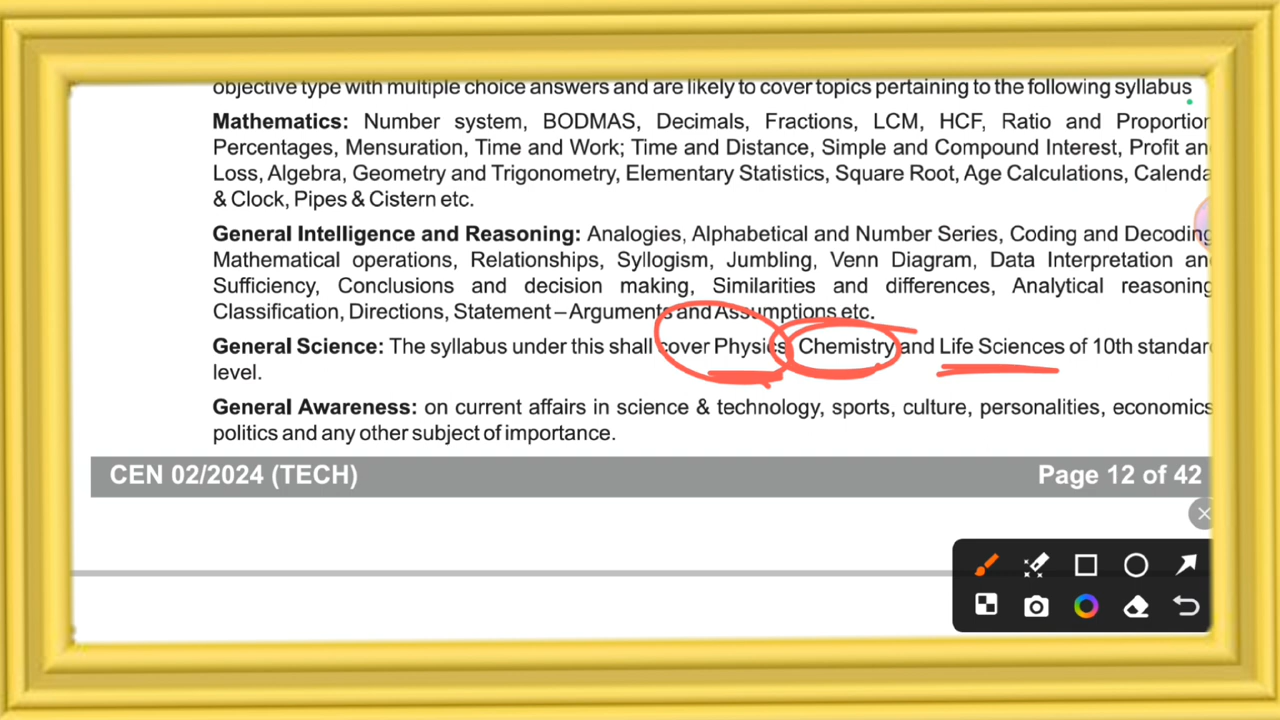 objective type with multiple choice answers and are likely to cover topics pertaining to the following syllabus
Mathematics: Number system, BODMAS, Decimals, Fractions, LCM, HCF, Ratio and Proportion
Percentages, Mensuration, Time and Work; Time and Distance, Simple and Compound Interest, Profit an
Loss, Algebra, Geometry and Trigonometry, Elementary Statistics, Square Root, Age Calculations, Calenda
& Clock, Pipes & Cistern etc.
General Intelligence and Reasoning: Analogies, Alphabetical and Number Series, Coding and Decoding
Mathematical operations, Relationships, Syllogism, Jumbling, Venn Diagram, Data Interpretation an
Sufficiency, Conclusions and decision making, Similarities and differences, Analytical reasoning
Classification, Directions, Statement – Arguments and Assumptions etc.
General Science: The syllabus under this shall cover Physics, Chemistry and Life Sciences of 10th standar
level.
General Awareness: on current affairs in science & technology, sports, culture, personalities, economics
politics and any other subject of importance.
CEN 02/2024 (TECH) Page 12 of 42